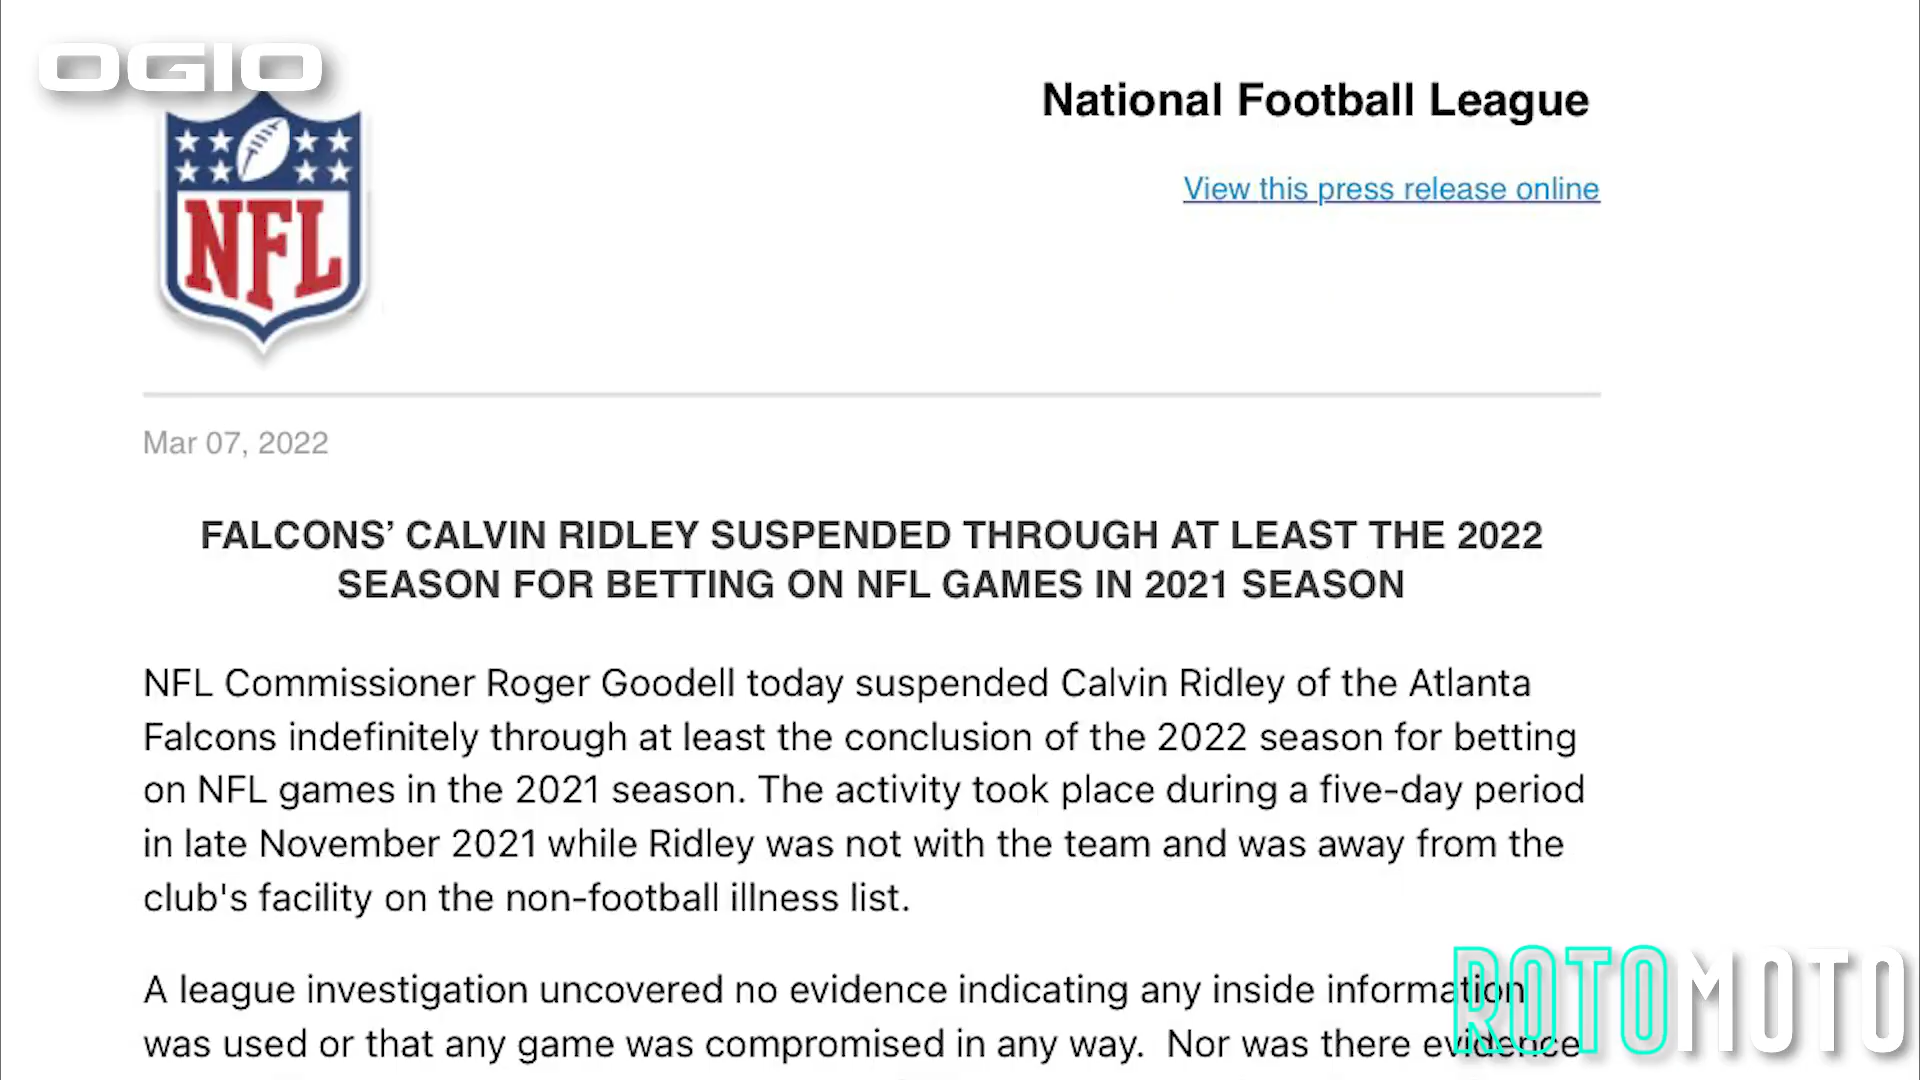 OGIO
NFL
National Football League
View this press release online
Mar 07, 2022
FALCONS’ CALVIN RIDLEY SUSPENDED THROUGH AT LEAST THE 2022
SEASON FOR BETTING ON NFL GAMES IN 2021 SEASON
NFL Commissioner Roger Goodell today suspended Calvin Ridley of the Atlanta
Falcons indefinitely through at least the conclusion of the 2022 season for betting
on NFL games in the 2021 season. The activity took place during a five-day period
in late November 2021 while Ridley was not with the team and was away from the
club's facility on the non-football illness list.
A league investigation uncovered no evidence indicating any inside information
was used or that any game was compromised in any way.  Nor was there evidence
ROTOMOTO